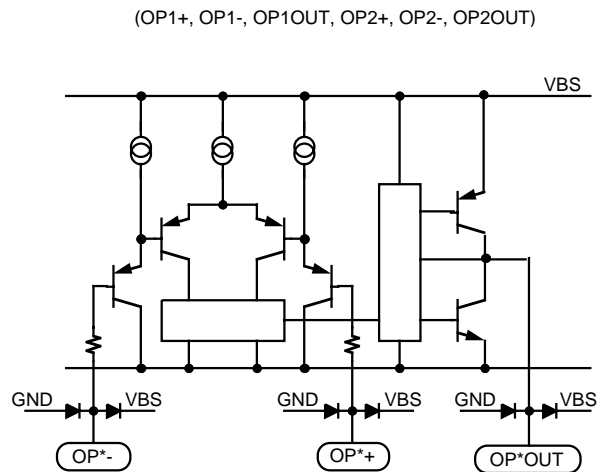 (OP1+, OP1-, OP1OUT, OP2+, OP2-, OP2OUT)
VBS
GND VBS GND VBS GND VBS
OP*- OP*+ OP*OUT